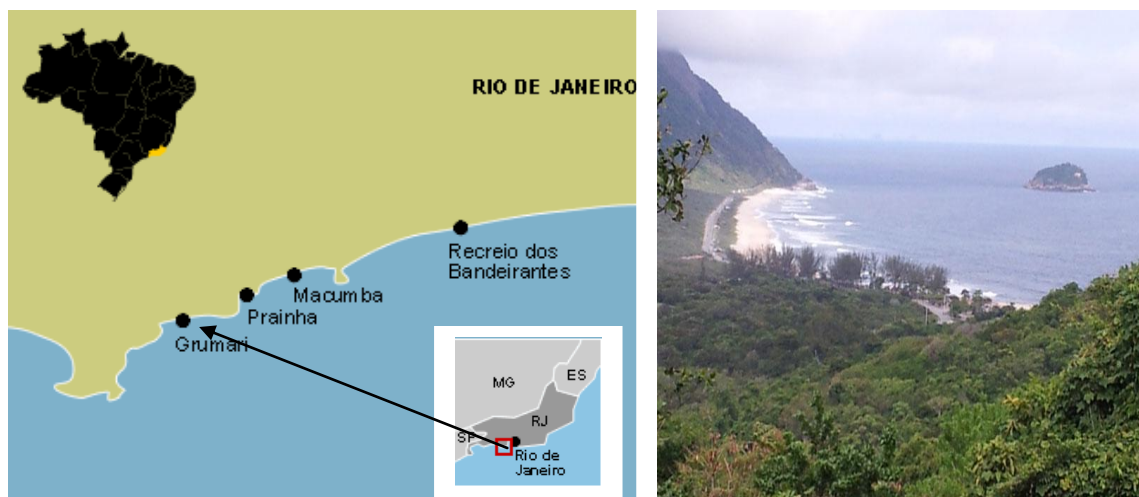 RIO DE JANEIRO
Recreio dos
Bandeirantes
Macumba
Prainha
Grumari
MG
ES
RJ
SP
Rio de
Janeiro